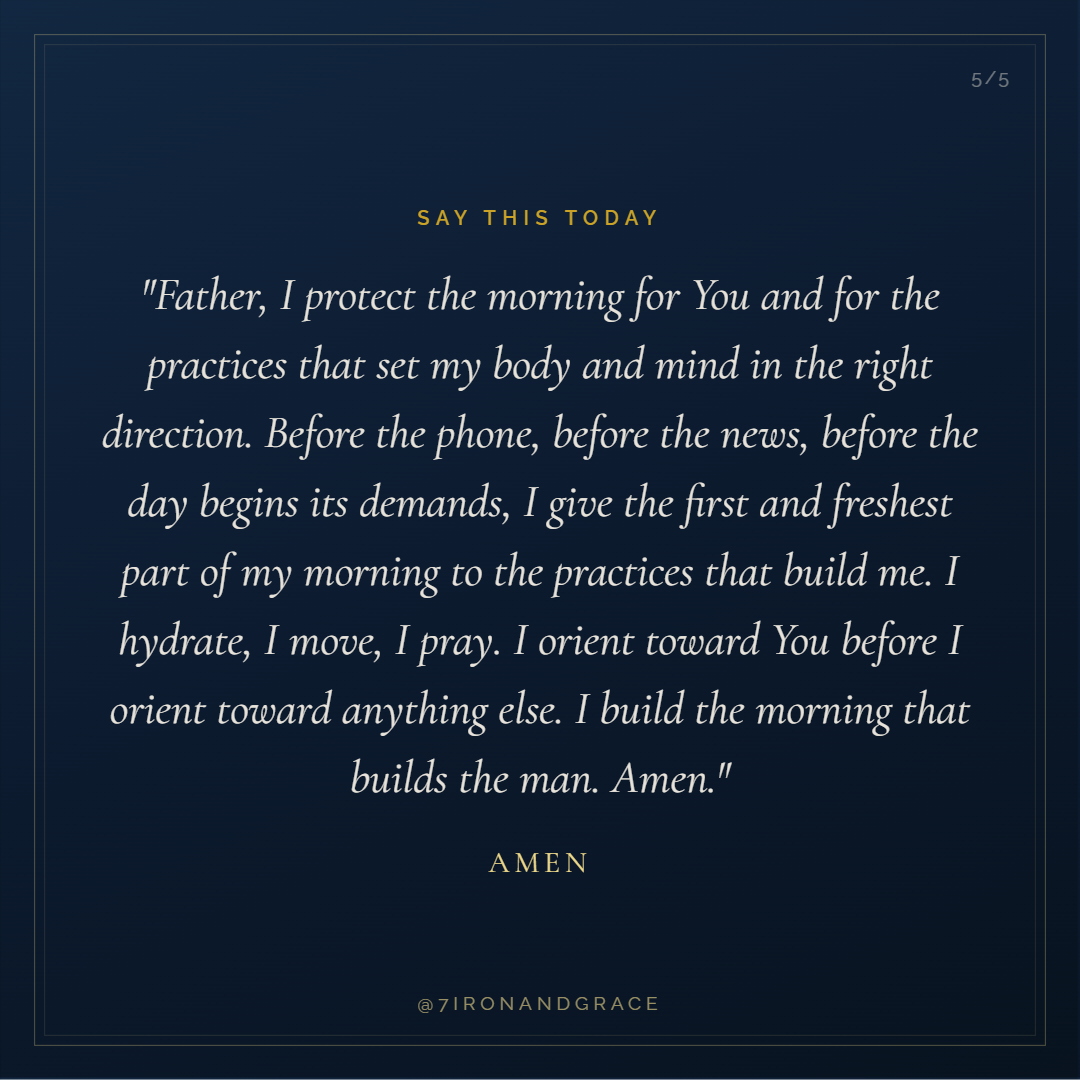 5/5
SAY THIS TODAY
"Father, I protect the morning for You and for the
practices that set my body and mind in the right
direction. Before the phone, before the news, before the
day begins its demands, I give the first and freshest
part of my morning to the practices that build me. I
hydrate, I move, I pray. I orient toward You before I
orient toward anything else. I build the morning that
builds the man. Amen."
AMEN
@7IRONANDGRACE